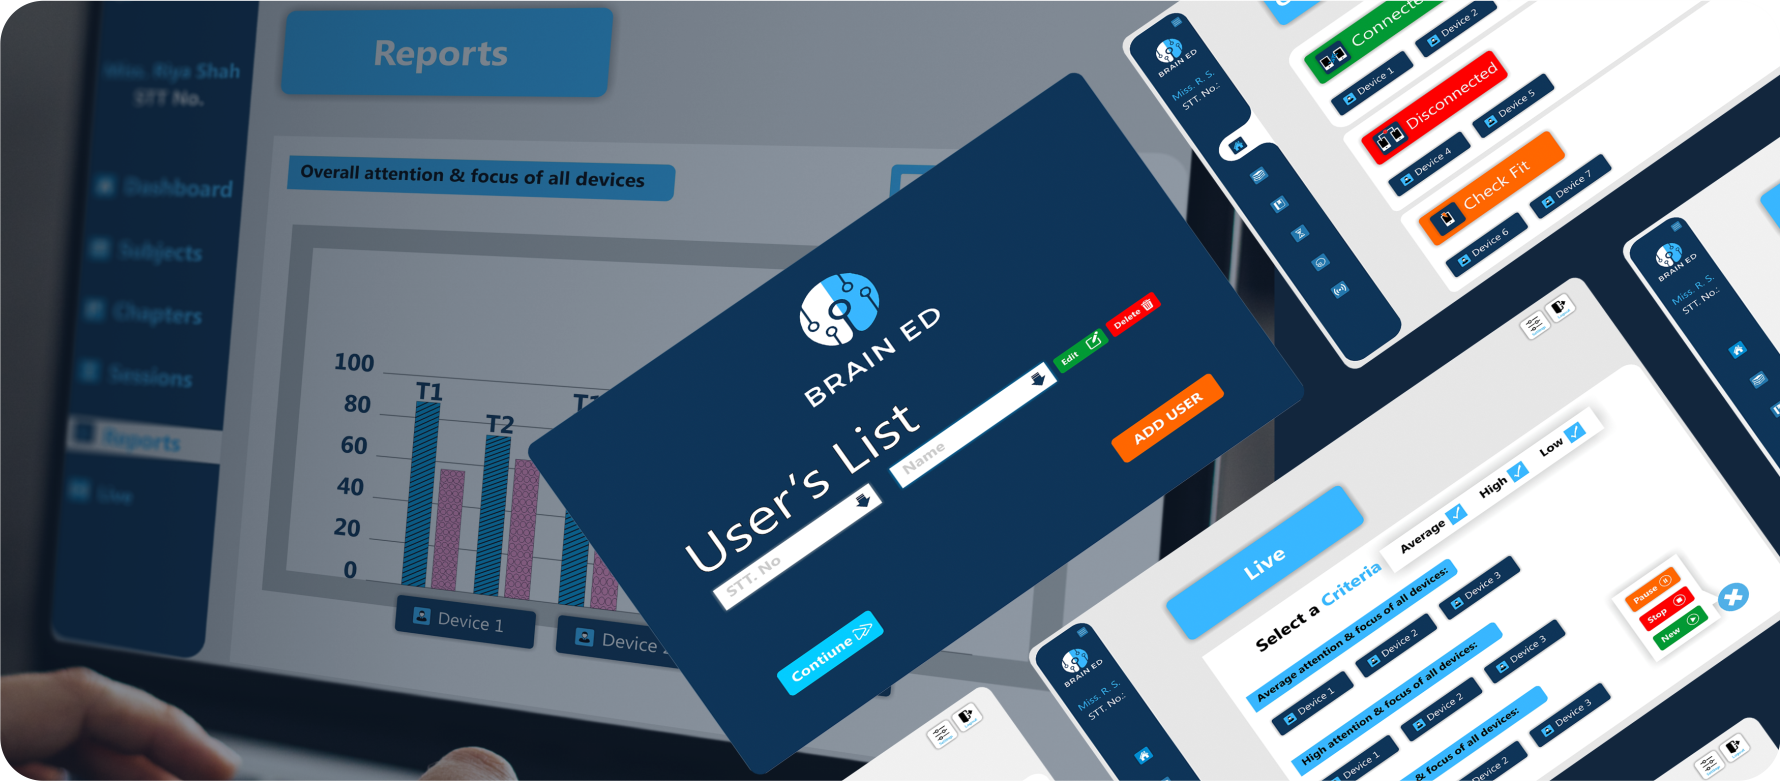 Miss. Riya Shah
STT No.
Dashboard
Subjects
Chapters
Sessions
Reports
Live
Reports
Overall attention & focus of all devices
100
80
60
40
20
0
T1
T2
Device 1
Device
BRAIN ED
User's List
STT. No
Name
Edit
Delete
ADD USER
Contiune
BRAIN ED
Miss. R. S.
STT. No.:
Connecte
Device 1
Device 2
Disconnected
Device 4
Device 5
Check Fit
Device 6
Device 7
BRAIN ED
Miss. R. S.
STT. No.:
BRAIN ED
Miss. R. S.
STT. No.:
Live
Select a Criteria
Average
High
Low
Average attention & focus of all devices:
Device 1
Device 2
Device 3
High attention & focus of all devices:
Device 1
Device 2
Device 3
& focus of all devices:
Device 2
Device 3
Pause
Stop
New